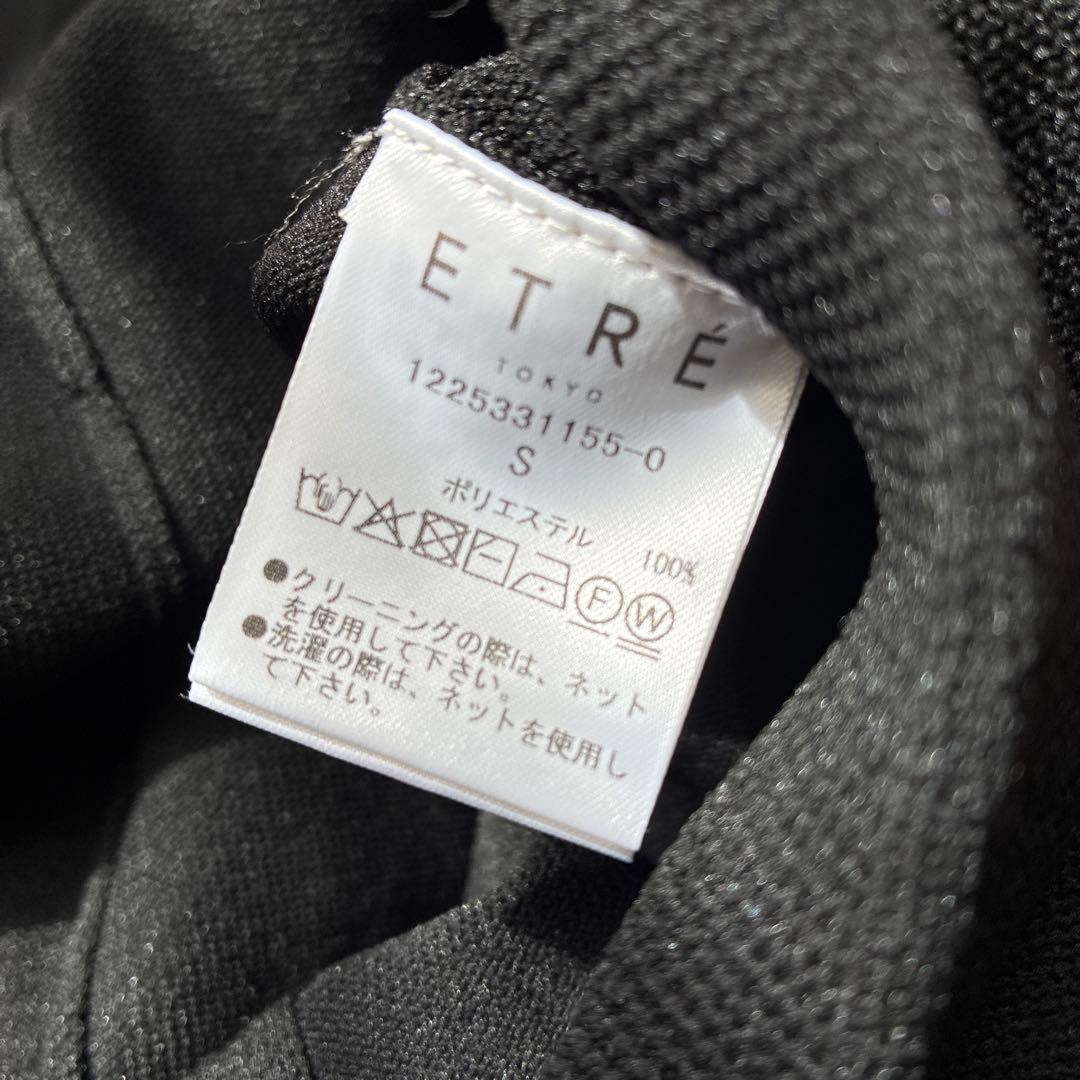 ETRÉ
TOKYO
1225331155-0
S
ポリエステル 100%
F W
●クリーニングの際は、ネット
を使用して下さい。
●洗濯の際は、ネットを使用し
て下さい。